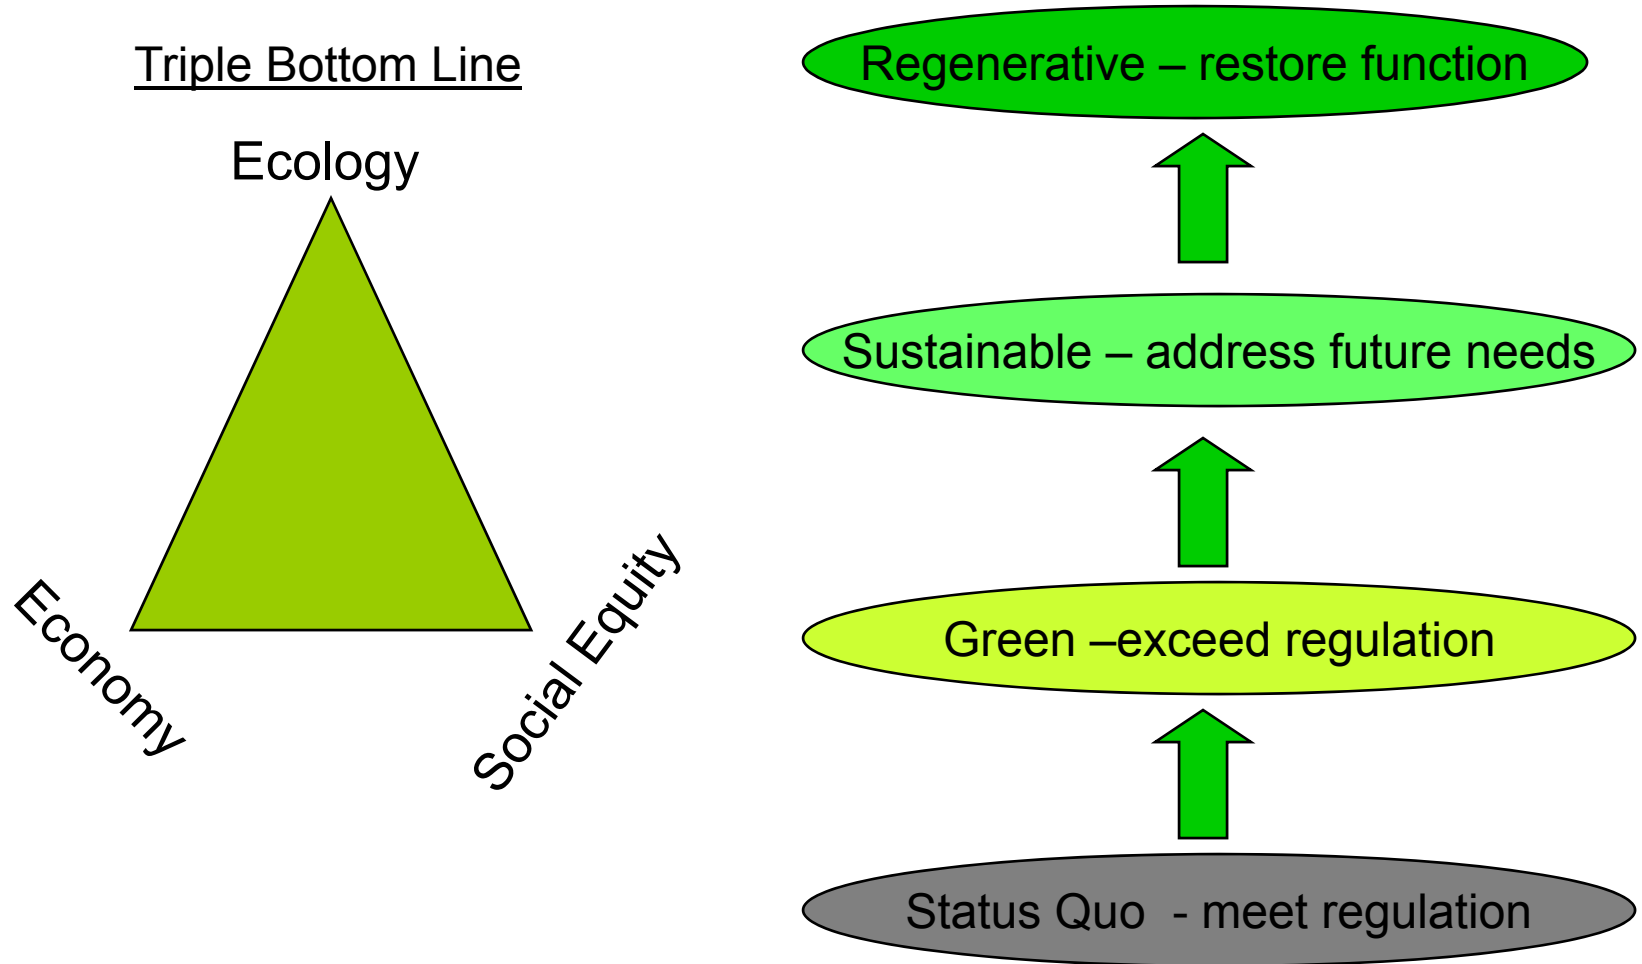 Triple Bottom Line
Ecology
Economy
Social Equity
Regenerative – restore function
Sustainable – address future needs
Green –exceed regulation
Status Quo  - meet regulation